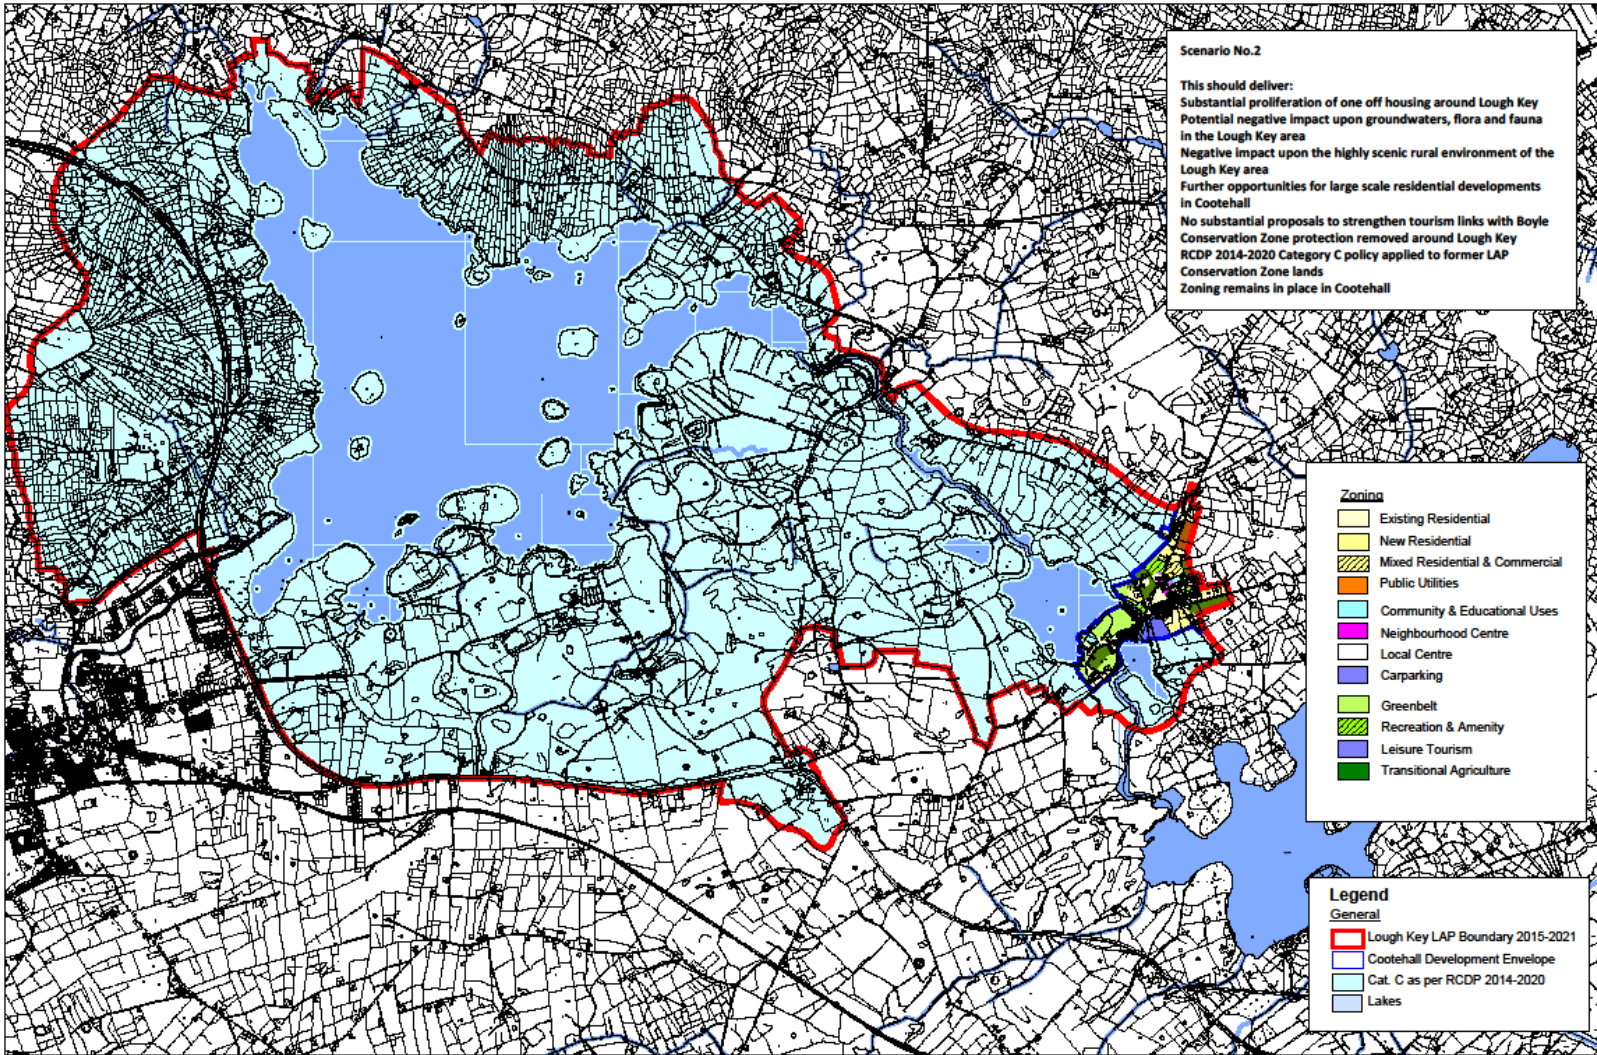 Scenario No.2
This should deliver:
Substantial proliferation of one off housing around Lough Key
Potential negative impact upon groundwaters, flora and fauna
in the Lough Key area
Negative impact upon the highly scenic rural environment of the
Lough Key area
Further opportunities for large scale residential developments
in Cootehall
No substantial proposals to strengthen tourism links with Boyle
Conservation Zone protection removed around Lough Key
RCDP 2014-2020 Category C policy applied to former LAP
Conservation Zone lands
Zoning remains in place in Cootehall
Zoning
Existing Residential
New Residential
Mixed Residential & Commercial
Public Utilities
Community & Educational Uses
Neighbourhood Centre
Local Centre
Carparking
Greenbelt
Recreation & Amenity
Leisure Tourism
Transitional Agriculture
Legend
General
Lough Key LAP Boundary 2015-2021
Cootehall Development Envelope
Cat. C as per RCDP 2014-2020
Lakes